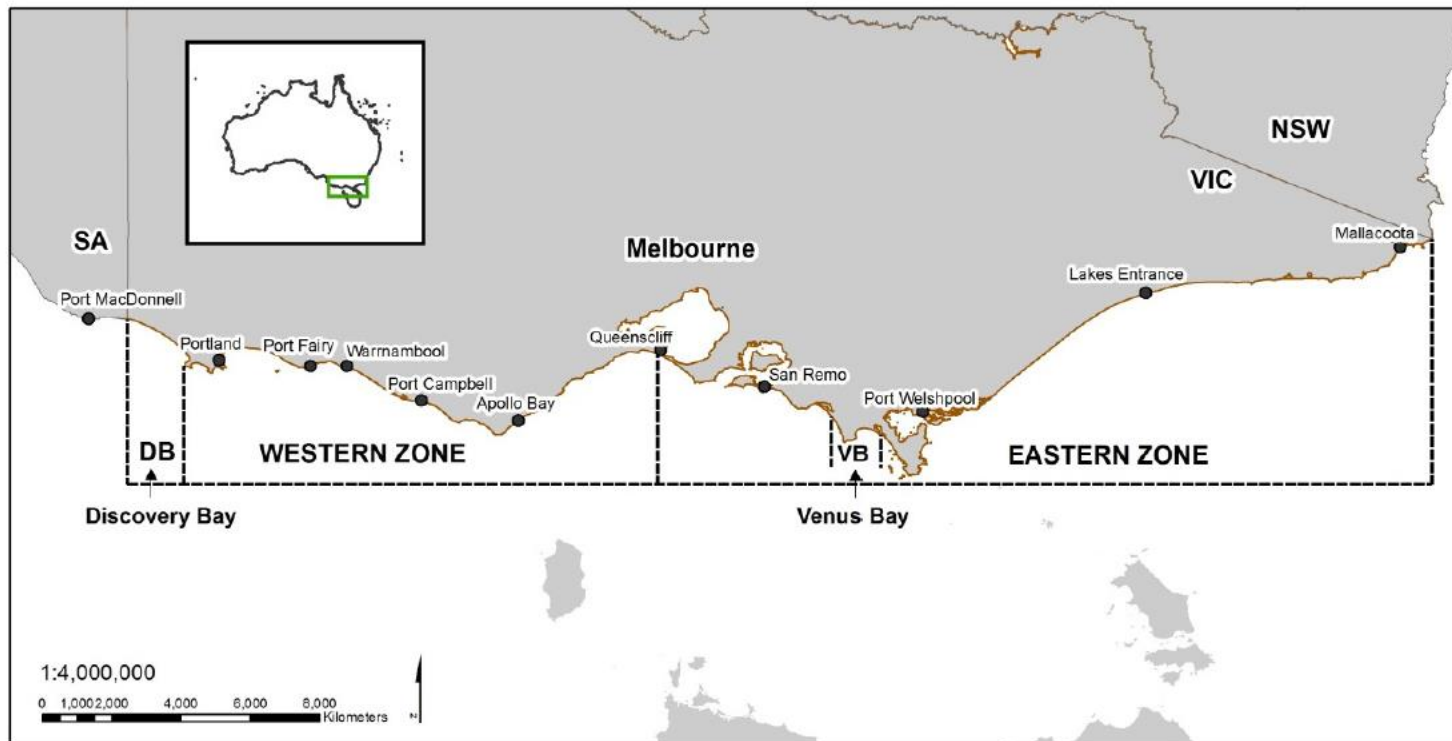 NSW
VIC
SA
Melbourne
Mallacoota
Lakes Entrance
Port MacDonnell
Portland
Port Fairy
Warrnambool
Queenscliff
San Remo
Port Campbell
Apollo Bay
Port Welshpool
DB
WESTERN ZONE
VB
EASTERN ZONE
Discovery Bay
Venus Bay
1:4,000,000
0 1,000 2,000 4,000 6,000 8,000
Kilometers
N